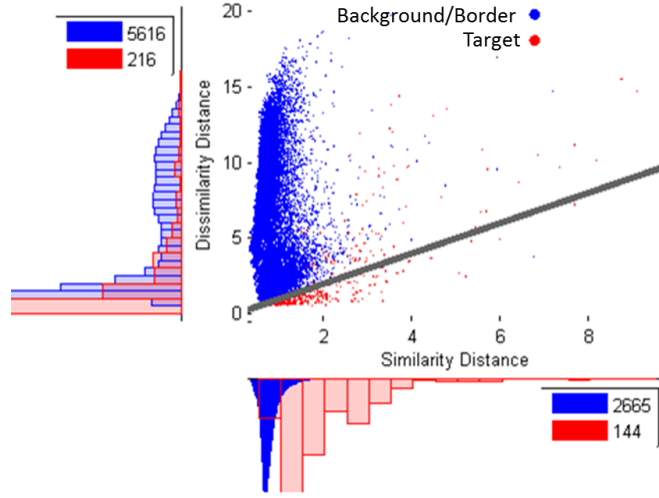 5616
216
Background/Border
Target
20
15
10
5
0
Dissimilarity Distance
2 4 6 8
Similarity Distance
2665
144